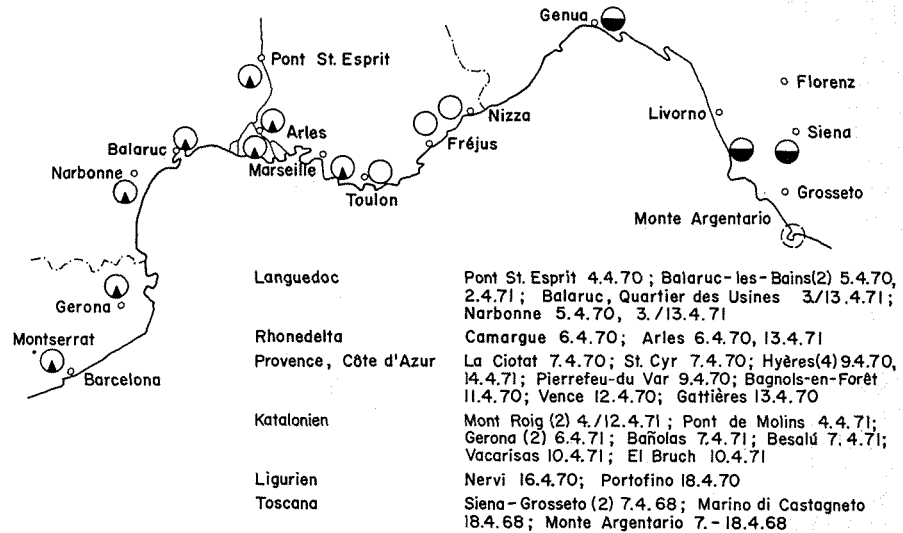 Genua
Pont St. Esprit
Florenz
Nizza
Livorno
Arles
Siena
Balaruc
Fréjus
Marseille
Narbonne
Toulon
Grosseto
Monte Argentario
Gerona
Montserrat
Barcelona
Languedoc Pont St. Esprit 4.4.70 ; Balaruc-les-Bains(2) 5.4.70,
2.4.71 ; Balaruc, Quartier des Usines 3./13.4.71 ;
Narbonne 5.4.70, 3./13.4.71
Rhonedelta Camargue 6.4.70 ; Arles 6.4.70, 13.4.71
Provence, Côte d'Azur La Ciotat 7.4.70 ; St. Cyr 7.4.70; Hyères(4) 9.4.70,
14.4.71 ; Pierrefeu-du Var 9.4.70; Bagnols-en-Forêt
11.4.70; Vence 12.4.70; Gattières 13.4.70
Katalonien Mont Roig (2) 4./12.4.71 ; Pont de Molins 4.4.71;
Gerona (2) 6.4.71 ; Bañolas 7.4.71 ; Besalú 7.4.71;
Vacarisas 10.4.71 ; El Bruch 10.4.71
Ligurien Nervi 16.4.70; Portofino 18.4.70
Toscana Siena-Grosseto (2) 7.4.68 ; Marino di Castagneto
18.4.68 ; Monte Argentario 7.-18.4.68